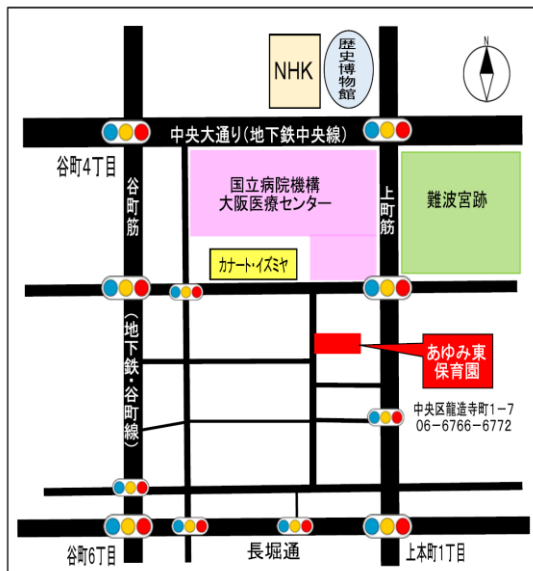 N
NHK
歴史博物館
中央大通り(地下鉄中央線)
谷町4丁目
谷町筋
国立病院機構
大阪医療センター
上町筋
難波宮跡
カナート・イズミヤ
(地下鉄・谷町線)
あゆみ東
保育園
中央区龍造寺町1-7
06-6766-6772
谷町6丁目
長堀通
上本町1丁目